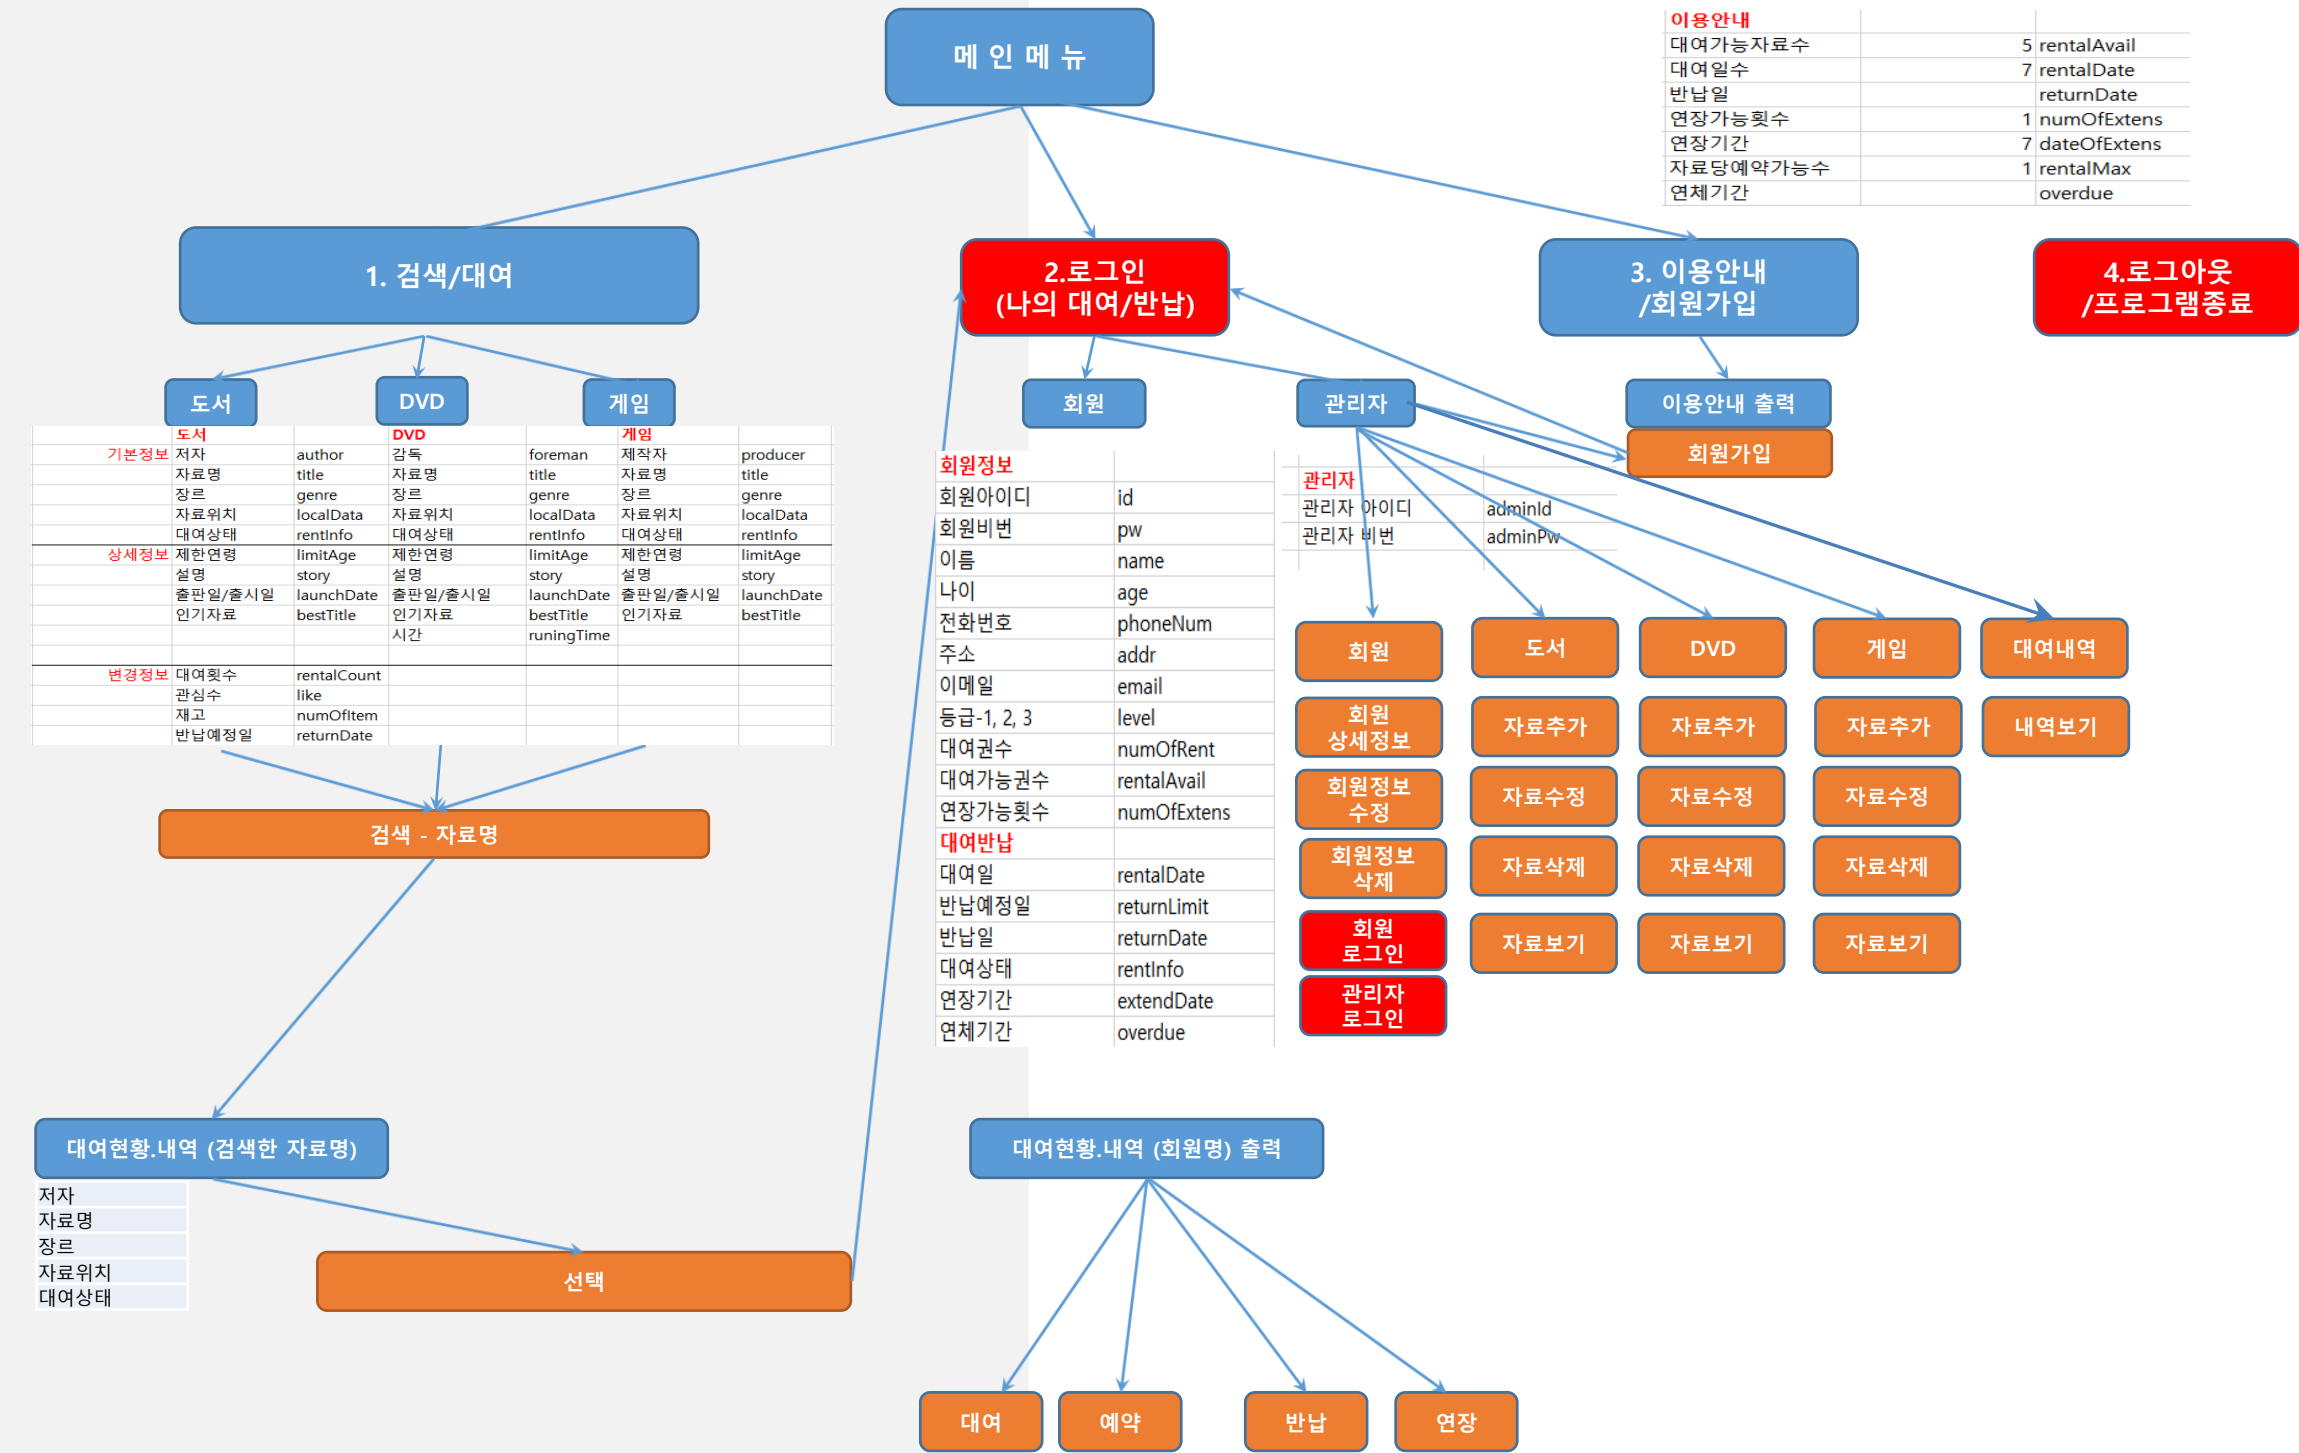 메 인 메 뉴
이용안내
대여가능자료수 5 rentalAvail
대여일수 7 rentalDate
반납일 returnDate
연장가능횟수 1 numOfExtens
연장기간 7 dateOfExtens
자료당예약가능수 1 rentalMax
연체기간 overdue
1. 검색/대여
2.로그인
(나의 대여/반납)
3. 이용안내
/회원가입
4.로그아웃
/프로그램종료
도서
DVD
게임
회원
관리자
이용안내 출력
회원가입
도서 DVD 게임
기본정보 저자 author 감독 foreman 제작자 producer
자료명 title 자료명 title 자료명 title
장르 genre 장르 genre 장르 genre
자료위치 localData 자료위치 localData 자료위치 localData
대여상태 rentInfo 대여상태 rentInfo 대여상태 rentInfo
상세정보 제한연령 limitAge 제한연령 limitAge 제한연령 limitAge
설명 story 설명 story 설명 story
출판일/출시일 launchDate 출판일/출시일 launchDate 출판일/출시일 launchDate
인기자료 bestTitle 인기자료 bestTitle 인기자료 bestTitle
시간 runingTime
변경정보 대여횟수 rentalCount
관심수 like
재고 numOfItem
반납예정일 returnDate
회원정보
회원아이디 id
회원비번 pw
이름 name
나이 age
전화번호 phoneNum
주소 addr
이메일 email
등급-1, 2, 3 level
대여권수 numOfRent
대여가능권수 rentalAvail
연장가능횟수 numOfExtens
대여반납
대여일 rentalDate
반납예정일 returnLimit
반납일 returnDate
대여상태 rentInfo
연장기간 extendDate
연체기간 overdue
관리자
관리자 아이디 adminId
관리자 비번 adminPw
회원
도서
DVD
게임
대여내역
회원
상세정보
자료추가
자료추가
자료추가
내역보기
회원정보
수정
자료수정
자료수정
자료수정
회원정보
삭제
자료삭제
자료삭제
자료삭제
회원
로그인
자료보기
자료보기
자료보기
관리자
로그인
검색 - 자료명
대여현황.내역 (검색한 자료명)
저자
자료명
장르
자료위치
대여상태
선택
대여현황.내역 (회원명) 출력
대여
예약
반납
연장